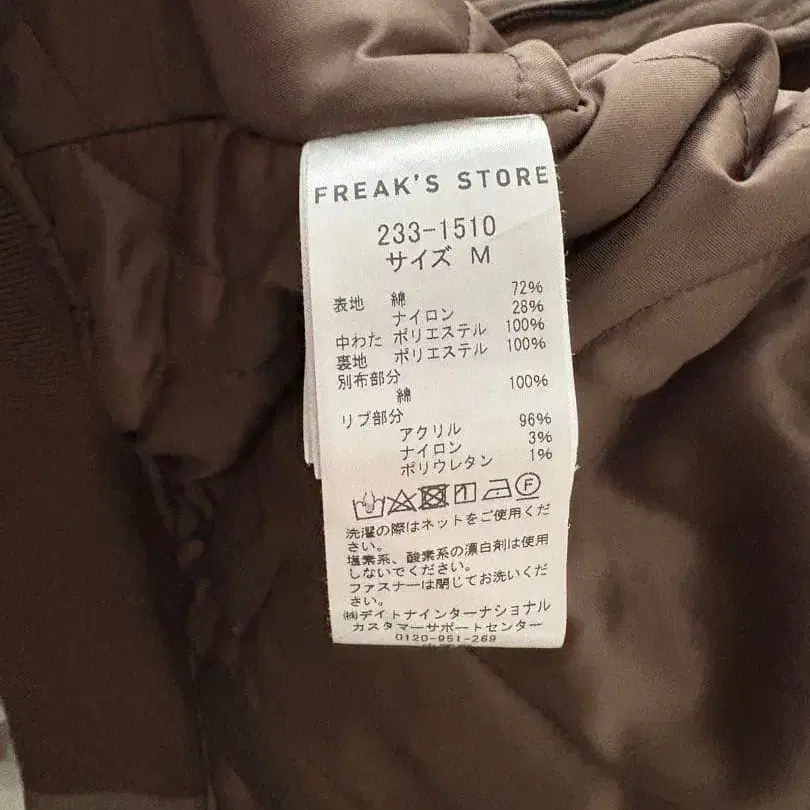 FREAK'S STORE
233-1510
サイズ M
表地 綿 72%
ナイロン 28%
中わた ポリエステル 100%
裏地 ポリエステル 100%
別布部分
綿 100%
リブ部分
アクリル 96%
ナイロン 3%
ポリウレタン 1%
洗濯の際はネットをご使用くだ
さい。
塩素系、酸素系の漂白剤は使用
しないでください。
ファスナーは閉じてお洗いくだ
さい。
㈱デイトナインターナショナル
カスタマーサポートセンター
0120-951-269